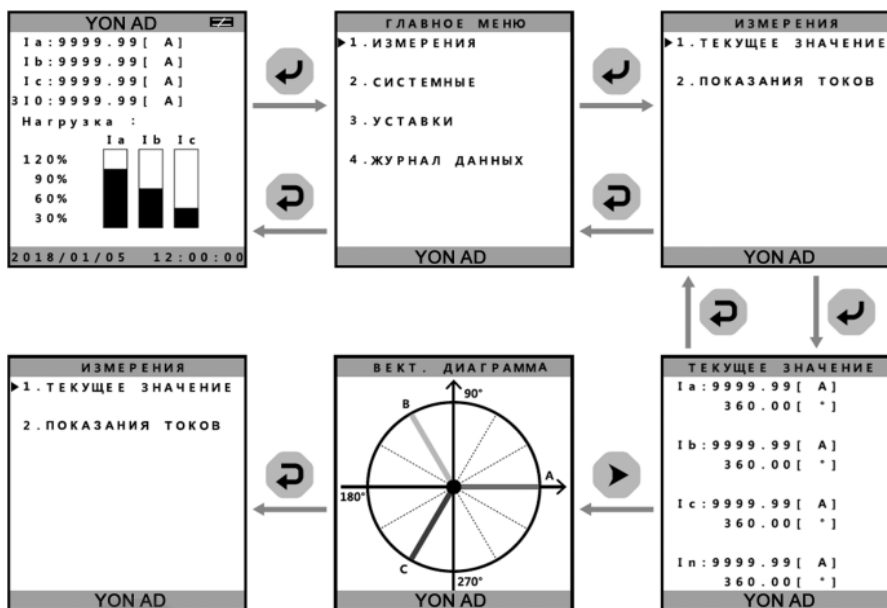 YON AD
Ia:9999.99[ A]
Ib:9999.99[ A]
Ic:9999.99[ A]
3I0:9999.99[ A]
Нагрузка :
Ia Ib Ic
120%
90%
60%
30%
2018/01/05 12:00:00
ГЛАВНОЕ МЕНЮ
1.ИЗМЕРЕНИЯ
2.СИСТЕМНЫЕ
3.УСТАВКИ
4.ЖУРНАЛ ДАННЫХ
YON AD
ИЗМЕРЕНИЯ
1.ТЕКУЩЕЕ ЗНАЧЕНИЕ
2.ПОКАЗАНИЯ ТОКОВ
YON AD
ИЗМЕРЕНИЯ
1.ТЕКУЩЕЕ ЗНАЧЕНИЕ
2.ПОКАЗАНИЯ ТОКОВ
YON AD
ВЕКТ. ДИАГРАММА
90°
B
A
180°
C
270°
YON AD
ТЕКУЩЕЕ ЗНАЧЕНИЕ
Ia:9999.99[ A]
360.00[ °]
Ib:9999.99[ A]
360.00[ °]
Ic:9999.99[ A]
360.00[ °]
In:9999.99[ A]
360.00[ °]
YON AD